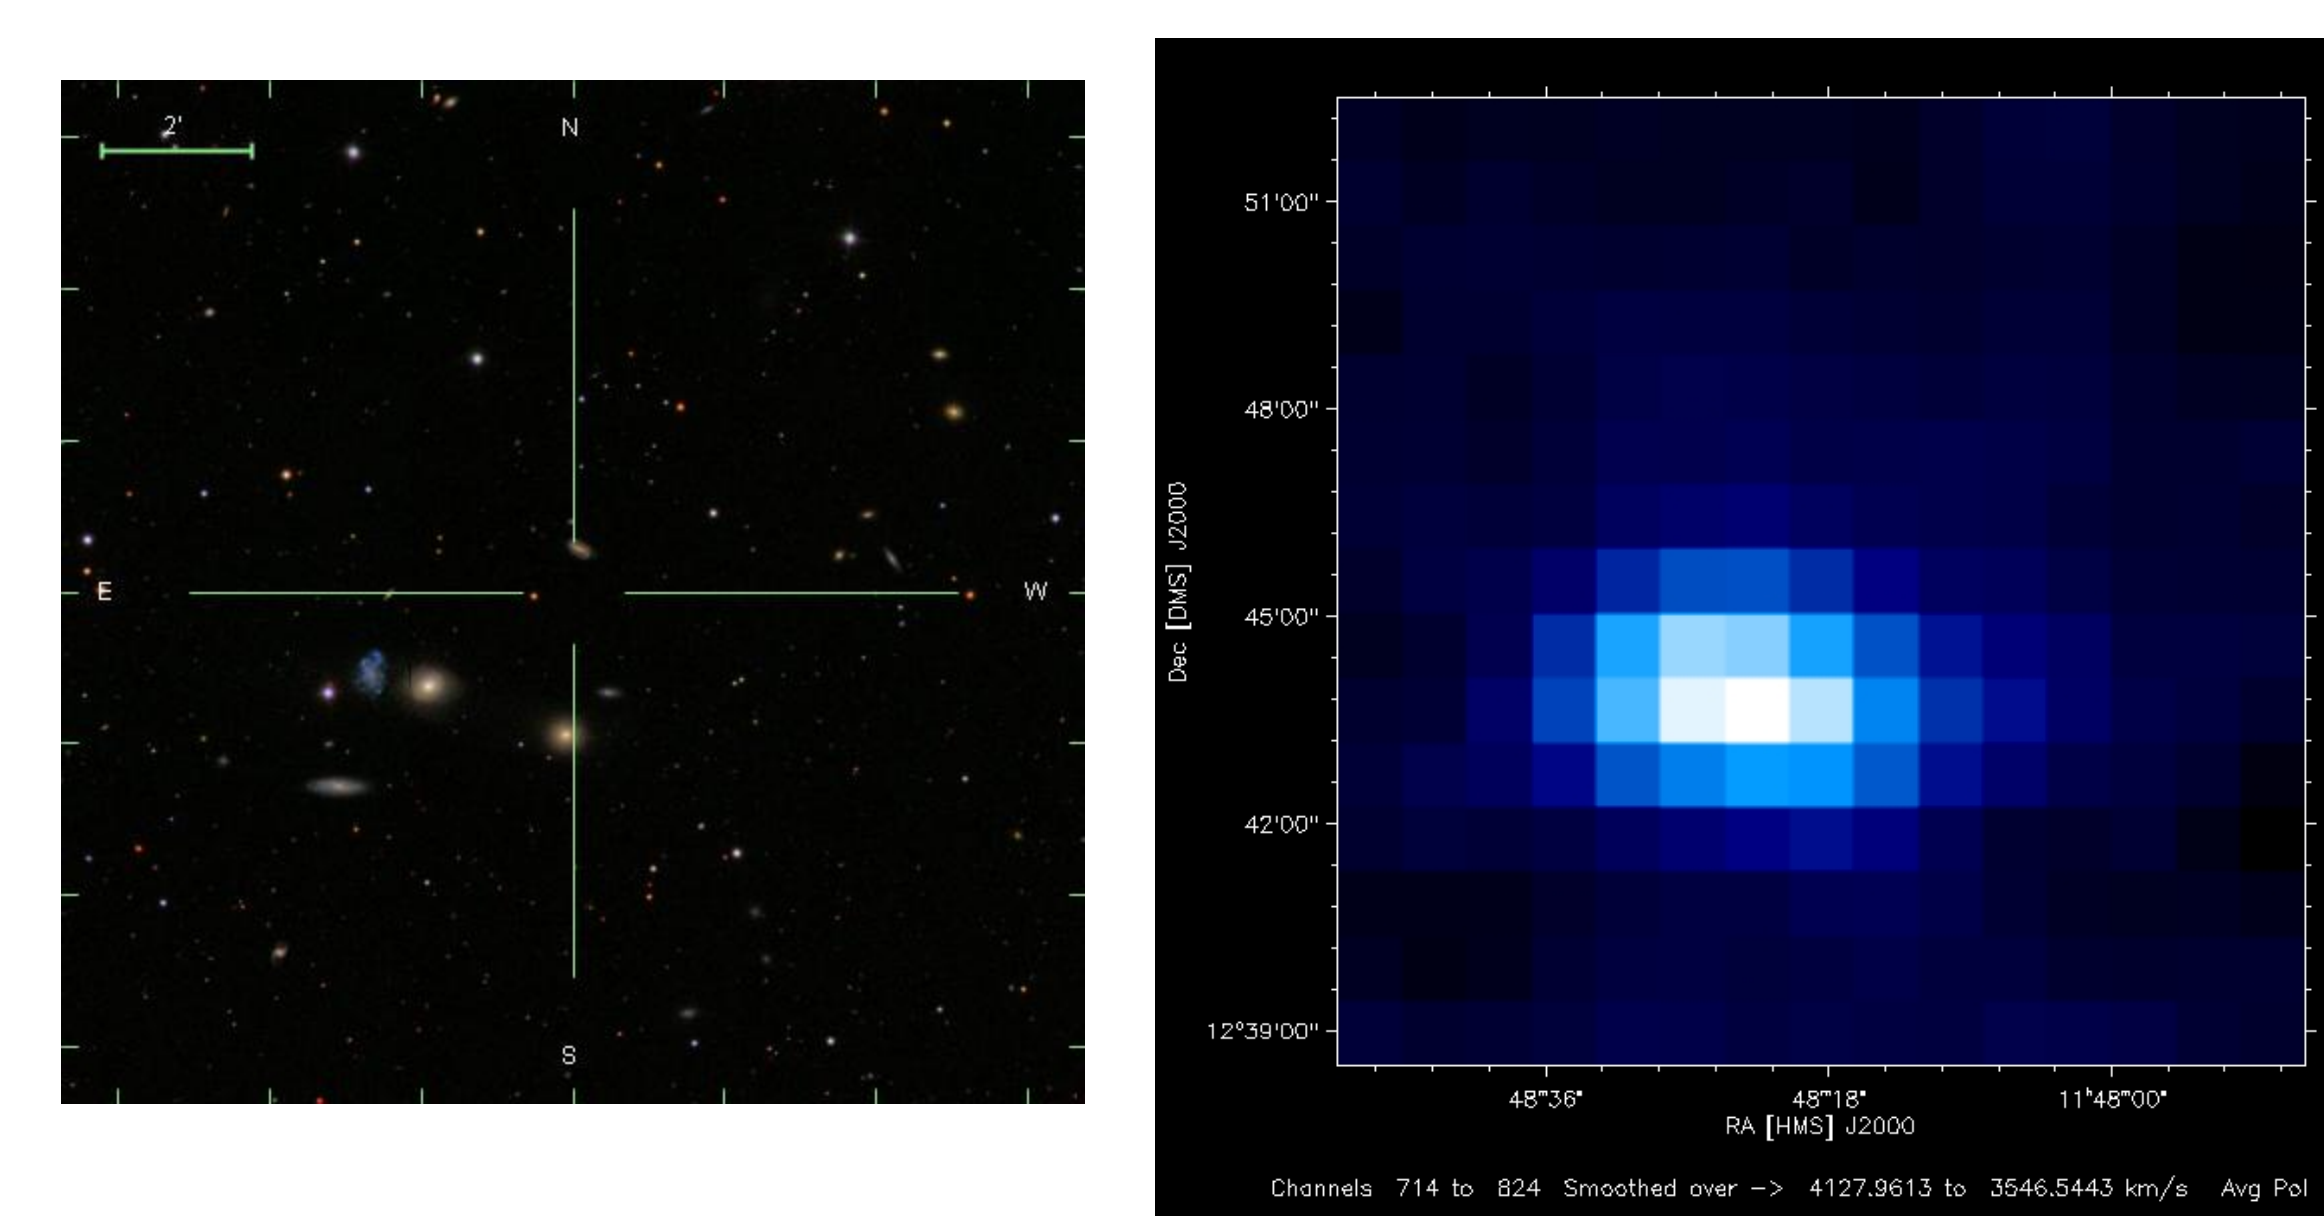 2'
N
E
W
S
51'00"
48'00"
45'00"
42'00"
12°39'00"
Dec [DMS] J2000
48ᵐ36ˢ
48ᵐ18ˢ
11ʰ48ᵐ00ˢ
RA [HMS] J2000
Channels 714 to 824 Smoothed over -> 4127.9613 to 3546.5443 km/s Avg Pol